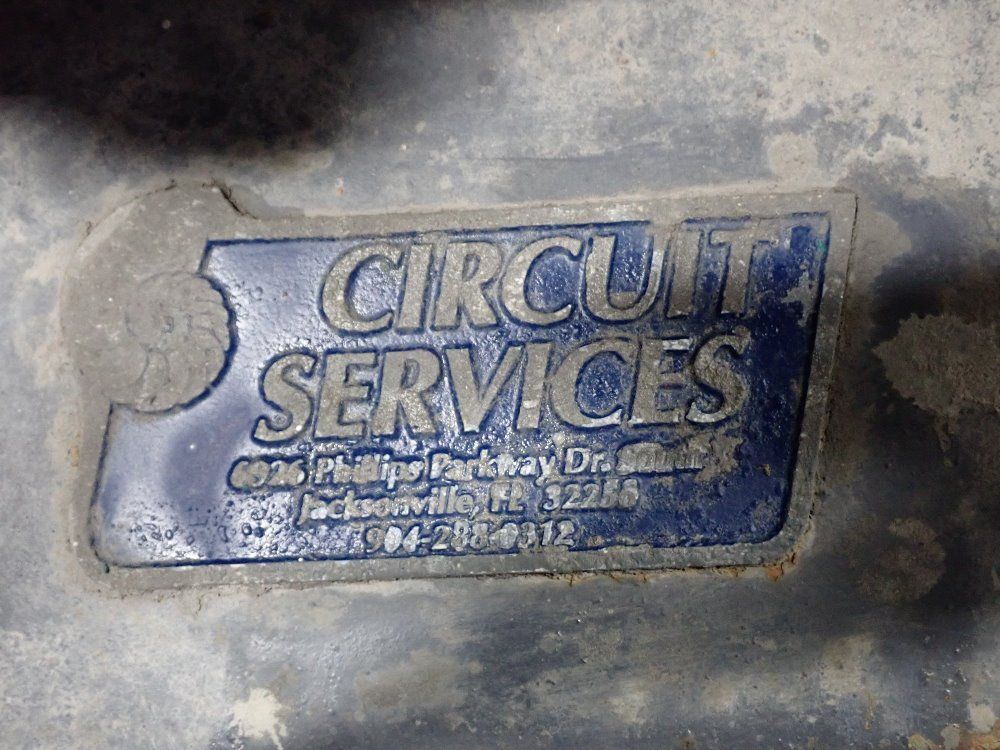 CIRCUIT
SERVICES
6926 Phillips Parkway Dr.
Jacksonville, FL 32256
904-288-0312